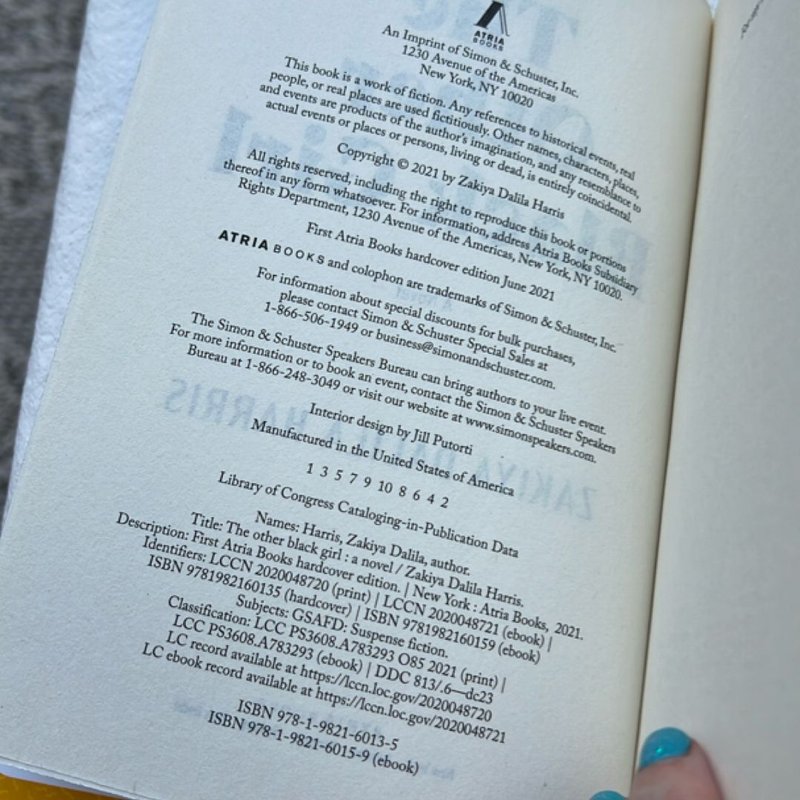 ATRIA
BOOKS
An Imprint of Simon & Schuster, Inc.
1230 Avenue of the Americas
New York, NY 10020
This book is a work of fiction. Any references to historical events, real
people, or real places are used fictitiously. Other names, characters, places,
and events are products of the author's imagination, and any resemblance to
actual events or places or persons, living or dead, is entirely coincidental.
Copyright © 2021 by Zakiya Dalila Harris
All rights reserved, including the right to reproduce this book or portions
thereof in any form whatsoever. For information, address Atria Books Subsidiary
Rights Department, 1230 Avenue of the Americas, New York, NY 10020.
First Atria Books hardcover edition June 2021
ATRIA BOOKS and colophon are trademarks of Simon & Schuster, Inc.
For information about special discounts for bulk purchases,
please contact Simon & Schuster Special Sales at
1-866-506-1949 or business@simonandschuster.com.
The Simon & Schuster Speakers Bureau can bring authors to your live event.
For more information or to book an event, contact the Simon & Schuster Speakers
Bureau at 1-866-248-3049 or visit our website at www.simonspeakers.com.
Interior design by Jill Putorti
Manufactured in the United States of America
1 3 5 7 9 10 8 6 4 2
Library of Congress Cataloging-in-Publication Data
Names: Harris, Zakiya Dalila, author.
Title: The other black girl : a novel / Zakiya Dalila Harris.
Description: First Atria Books hardcover edition. | New York : Atria Books, 2021.
Identifiers: LCCN 2020048720 (print) | LCCN 2020048721 (ebook) |
ISBN 9781982160135 (hardcover) | ISBN 9781982160159 (ebook)
Subjects: GSAFD: Suspense fiction.
Classification: LCC PS3608.A783293 O85 2021 (print) |
LCC PS3608.A783293 (ebook) | DDC 813/.6—dc23
LC record available at https://lccn.loc.gov/2020048720
LC ebook record available at https://lccn.loc.gov/2020048721
ISBN 978-1-9821-6013-5
ISBN 978-1-9821-6015-9 (ebook)